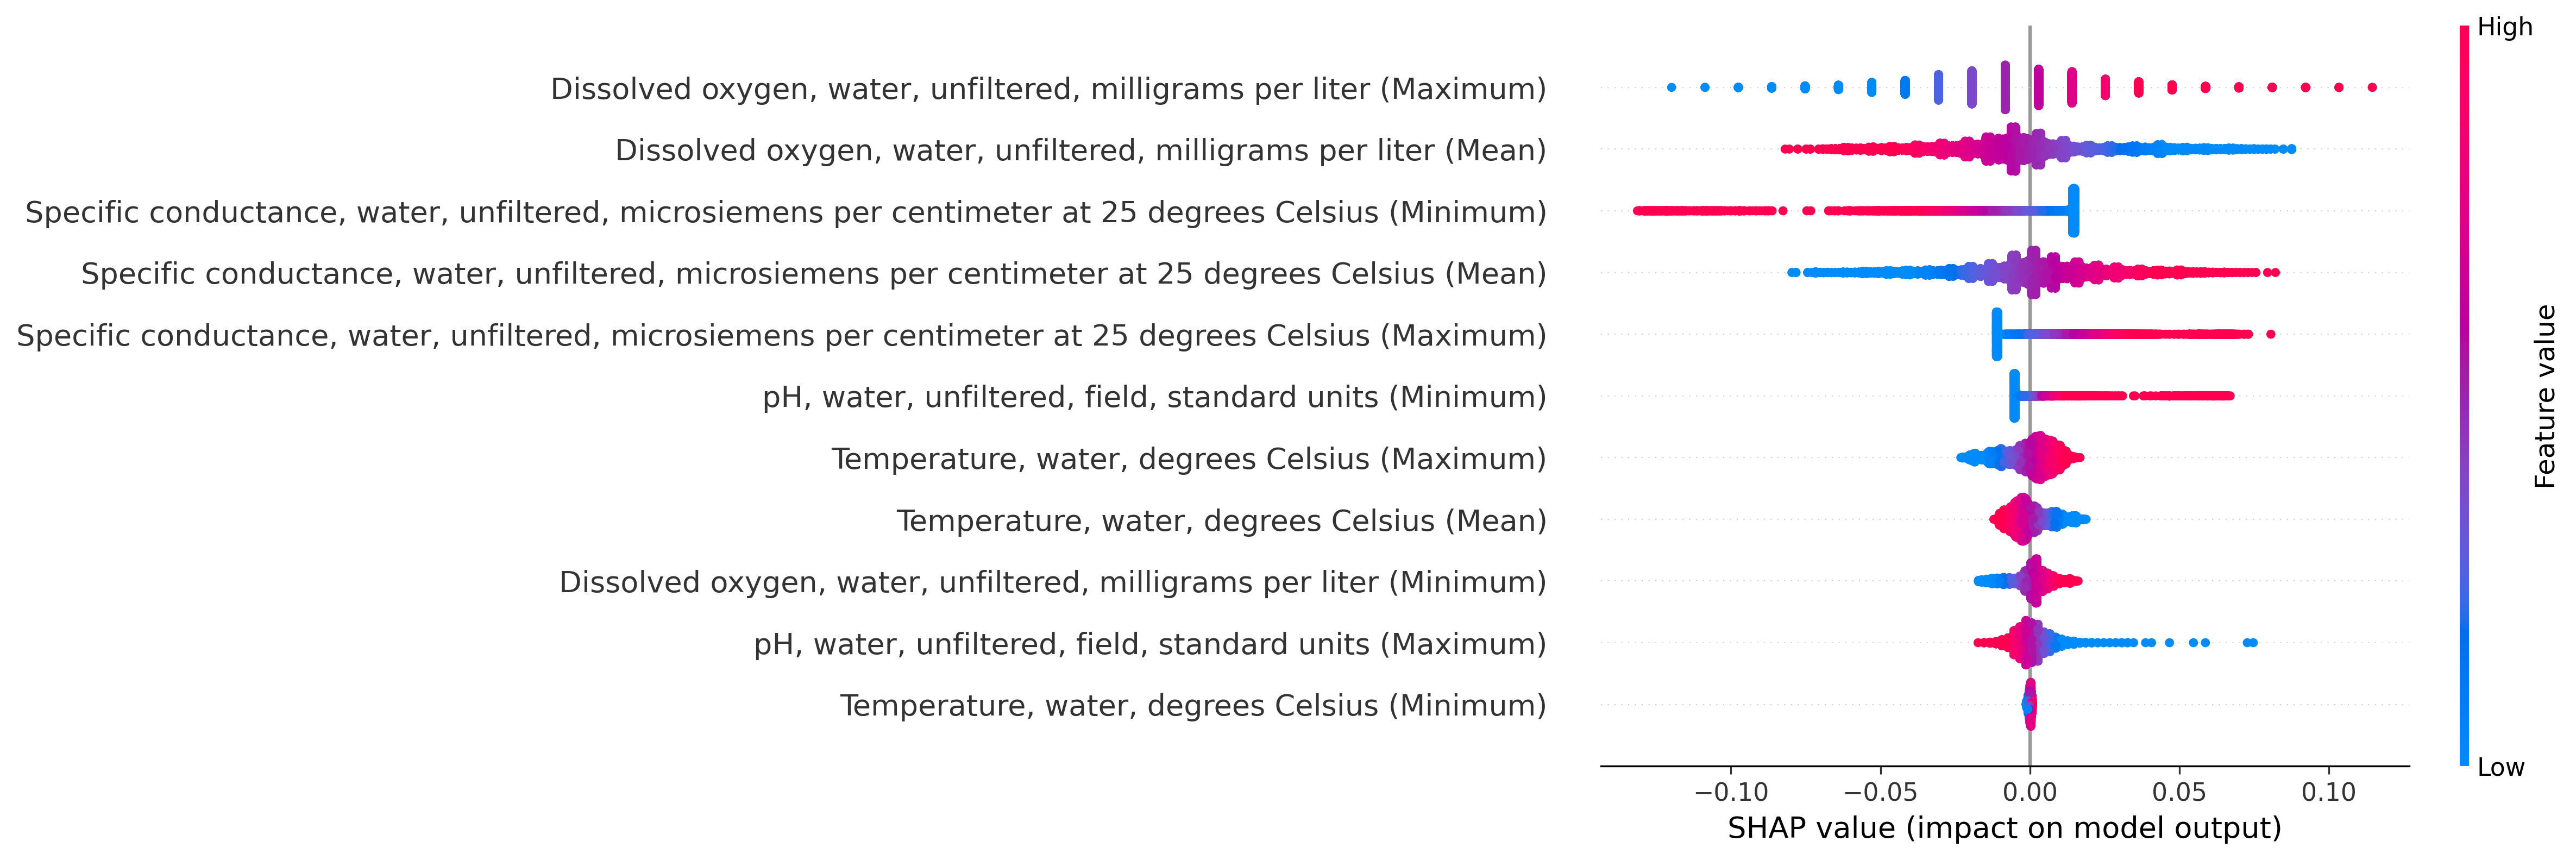 High
Dissolved oxygen, water, unfiltered, milligrams per liter (Maximum)
Dissolved oxygen, water, unfiltered, milligrams per liter (Mean)
Specific conductance, water, unfiltered, microsiemens per centimeter at 25 degrees Celsius (Minimum)
Specific conductance, water, unfiltered, microsiemens per centimeter at 25 degrees Celsius (Mean)
Specific conductance, water, unfiltered, microsiemens per centimeter at 25 degrees Celsius (Maximum)
pH, water, unfiltered, field, standard units (Minimum)
Temperature, water, degrees Celsius (Maximum)
Temperature, water, degrees Celsius (Mean)
Dissolved oxygen, water, unfiltered, milligrams per liter (Minimum)
pH, water, unfiltered, field, standard units (Maximum)
Temperature, water, degrees Celsius (Minimum)
Feature value
Low
−0.10 −0.05 0.00 0.05 0.10
SHAP value (impact on model output)